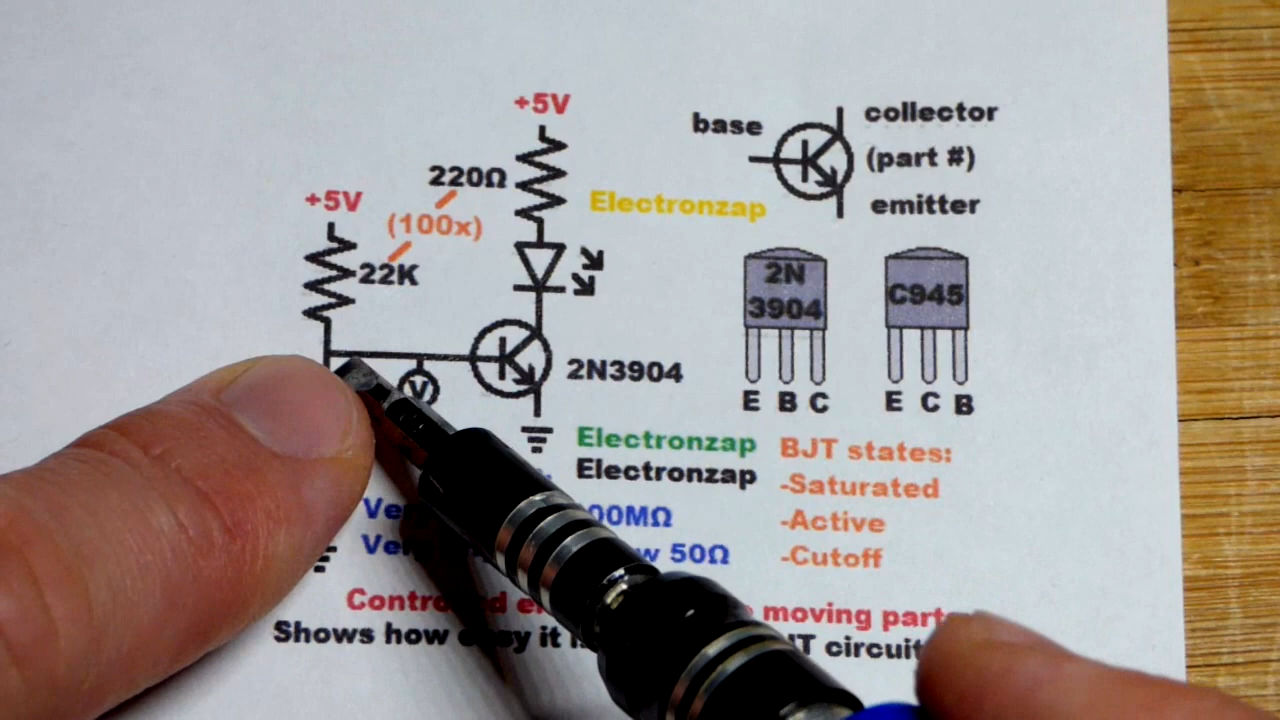 +5V
220Ω
+5V
(100x)
22K
V
2N3904
Electronzap
base
collector
(part #)
emitter
2N
3904
E B C
C945
E C B
Electronzap
Electronzap
BJT states:
-Saturated
-Active
-Cutoff
00MΩ
50Ω
moving
Shows how it
circuit